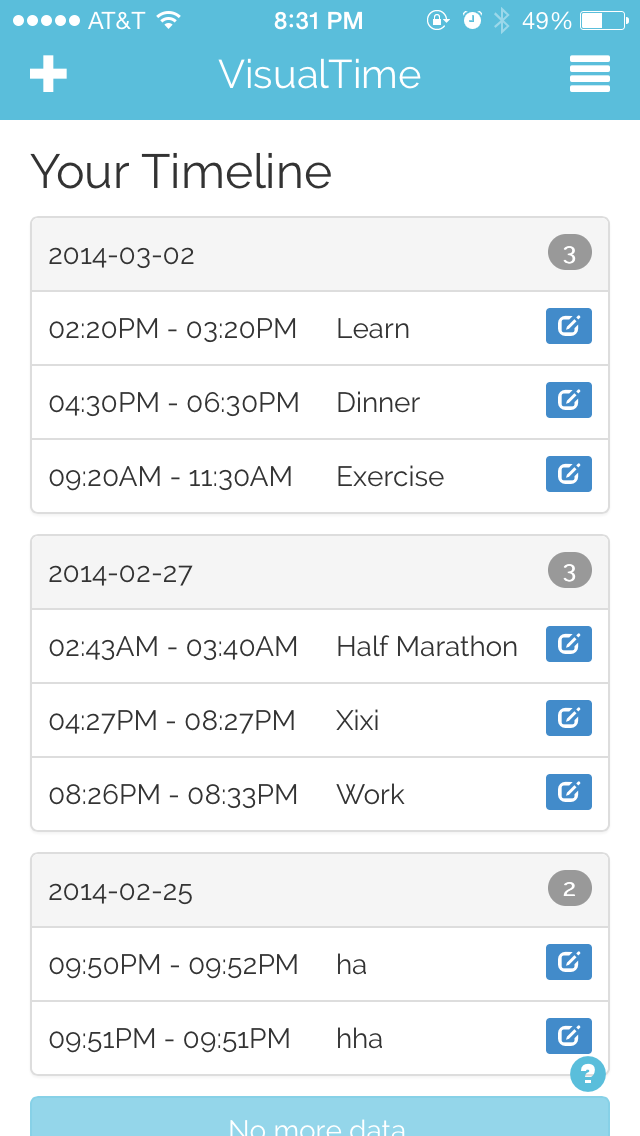 AT&T 8:31 PM 49%
VisualTime
Your Timeline
2014-03-02 3
02:20PM - 03:20PM Learn
04:30PM - 06:30PM Dinner
09:20AM - 11:30AM Exercise
2014-02-27 3
02:43AM - 03:40AM Half Marathon
04:27PM - 08:27PM Xixi
08:26PM - 08:33PM Work
2014-02-25 2
09:50PM - 09:52PM ha
09:51PM - 09:51PM hha
?
No more data